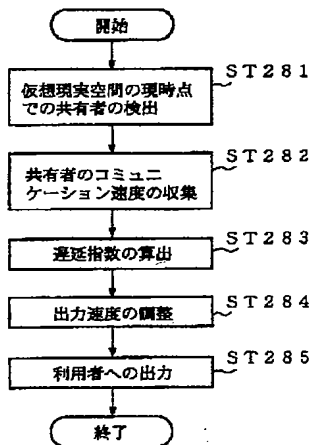 開始
ST281
仮想現実空間の現時点
での共有者の検出
ST282
共有者のコミュニ
ケーション速度の収集
ST283
遅延指数の算出
ST284
出力速度の調整
ST285
利用者への出力
終了